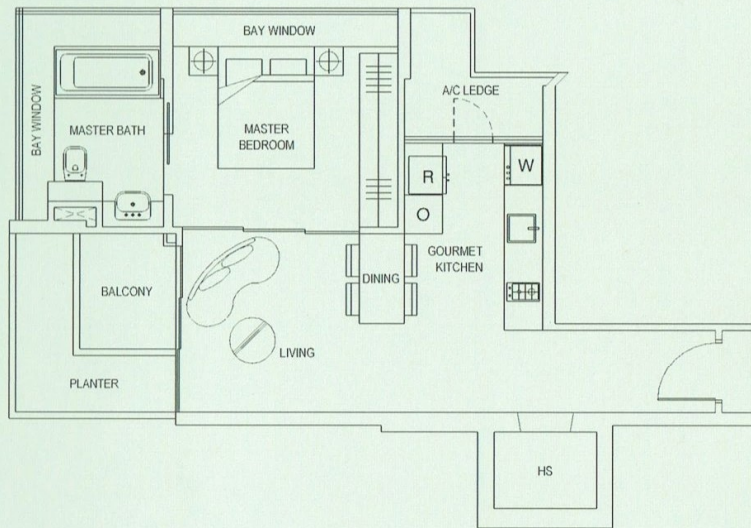 BAY WINDOW
A/C LEDGE
BAY WINDOW
MASTER BATH
MASTER
BEDROOM
R
W
O
GOURMET
KITCHEN
BALCONY
DINING
LIVING
PLANTER
HS